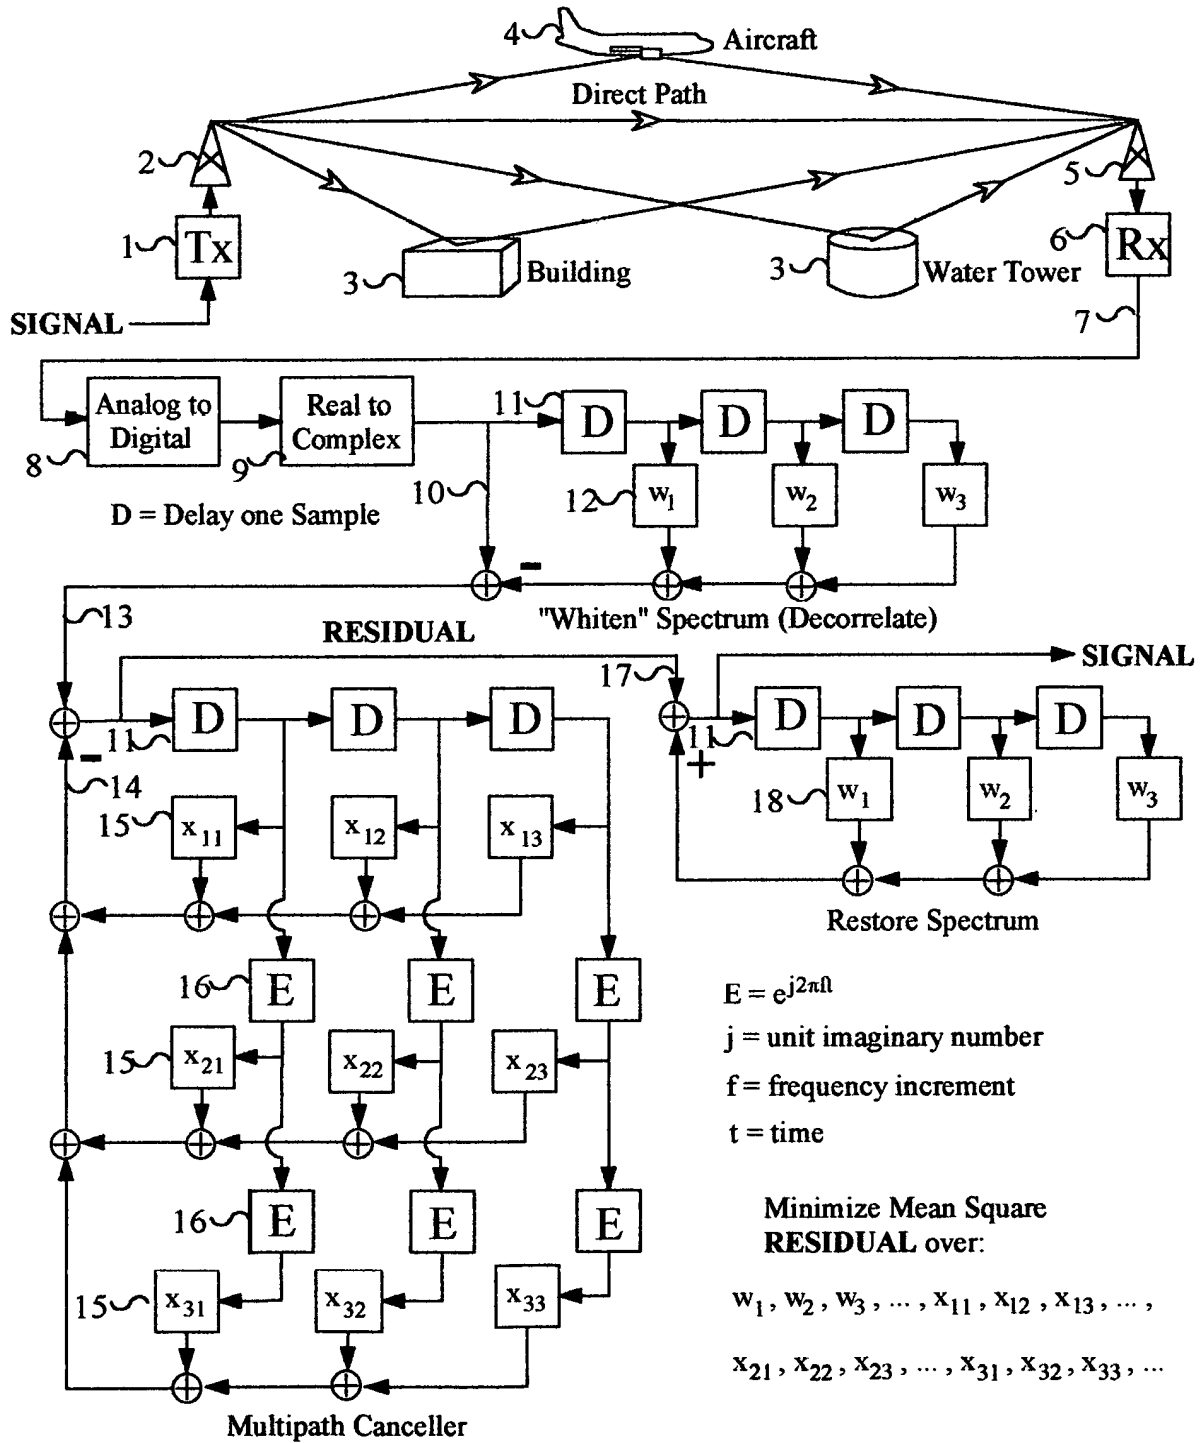 4 Aircraft
Direct Path
2
5
1 Tx
6 Rx
3 Building
3 Water Tower
SIGNAL
7
Analog to
Digital
8
Real to
Complex
9
11 D D D
10
12 w1 w2 w3
D = Delay one Sample
-
13
"Whiten" Spectrum (Decorrelate)
RESIDUAL
SIGNAL
17
11 D D D
11 D D D
-
+
14
18 w1 w2 w3
15 x11 x12 x13
Restore Spectrum
16 E E E
E = e^j2πft
j = unit imaginary number
15 x21 x22 x23
f = frequency increment
t = time
16 E E E
Minimize Mean Square
RESIDUAL over:
15 x31 x32 x33
w1, w2, w3, ..., x11, x12, x13, ...,
x21, x22, x23, ..., x31, x32, x33, ...
Multipath Canceller